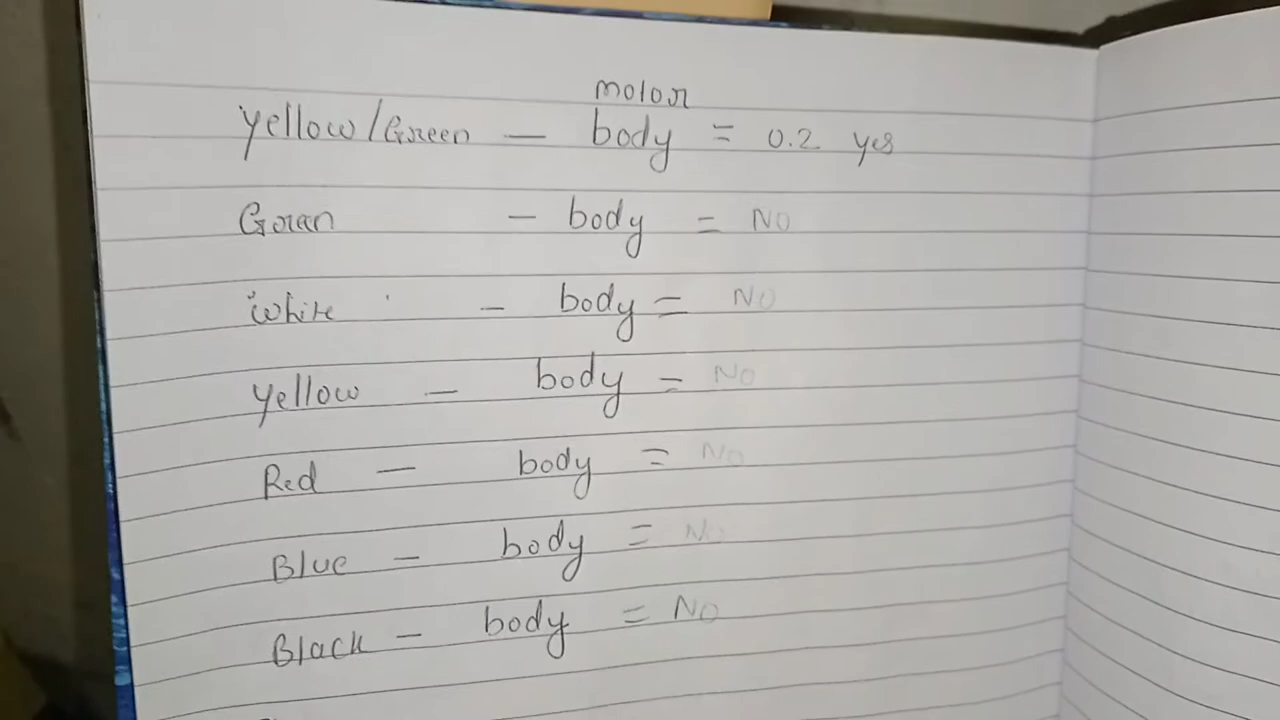 motor
yellow/Green — body = 0.2 yes
Green — body = NO
White — body = NO
yellow — body = NO
Red — body = No
Blue — body = No
Black — body = No